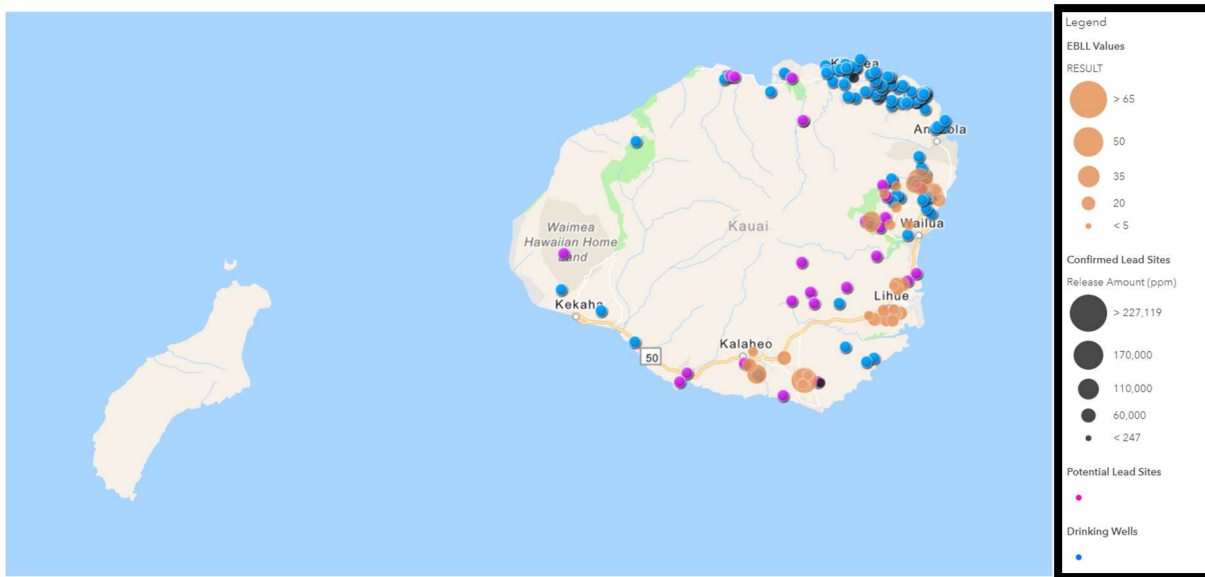 Waimea
Hawaiian Home
Land
Kekaha
50
Kauai
Kalaheo
Lihue
Wailua
Legend
EBLL Values
RESULT
> 65
50
35
20
< 5
Confirmed Lead Sites
Release Amount (ppm)
> 227,119
170,000
110,000
60,000
< 247
Potential Lead Sites
Drinking Wells